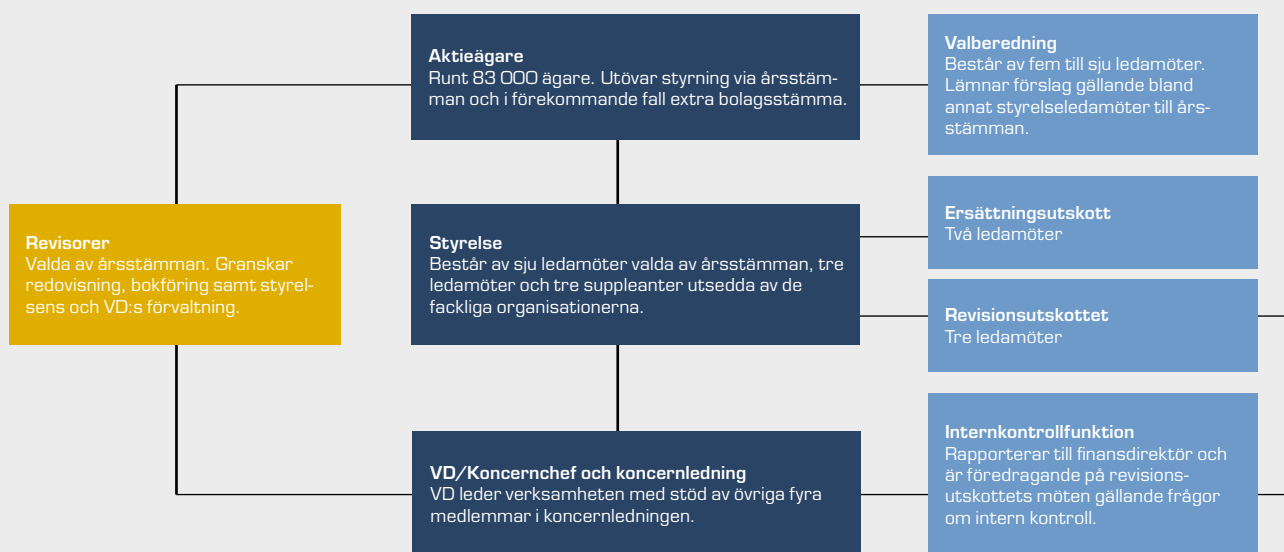 Aktieägare
Runt 83 000 ägare. Utövar styrning via årsstäm-
man och i förekommande fall extra bolagsstämma.
Valberedning
Består av fem till sju ledamöter.
Lämnar förslag gällande bland
annat styrelseledamöter till års-
stämman.
Revisorer
Valda av årsstämman. Granskar
redovisning, bokföring samt styrel-
sens och VD:s förvaltning.
Styrelse
Består av sju ledamöter valda av årsstämman, tre
ledamöter och tre suppleanter utsedda av de
fackliga organisationerna.
Ersättningsutskott
Två ledamöter
Revisionsutskottet
Tre ledamöter
VD/Koncernchef och koncernledning
VD leder verksamheten med stöd av övriga fyra
medlemmar i koncernledningen.
Internkontrollfunktion
Rapporterar till finansdirektör och
är föredragande på revisions-
utskottets möten gällande frågor
om intern kontroll.